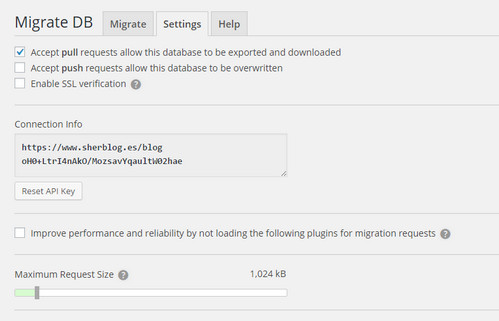 Migrate DB Migrate Settings Help
Accept pull requests allow this database to be exported and downloaded
Accept push requests allow this database to be overwritten
Enable SSL verification ?
Connection Info
https://www.sherblog.es/blog
oH0+LtrI4nAkO/MozsavYqaultW02hae
Reset API Key
Improve performance and reliability by not loading the following plugins for migration requests ?
Maximum Request Size ? 1,024 kB